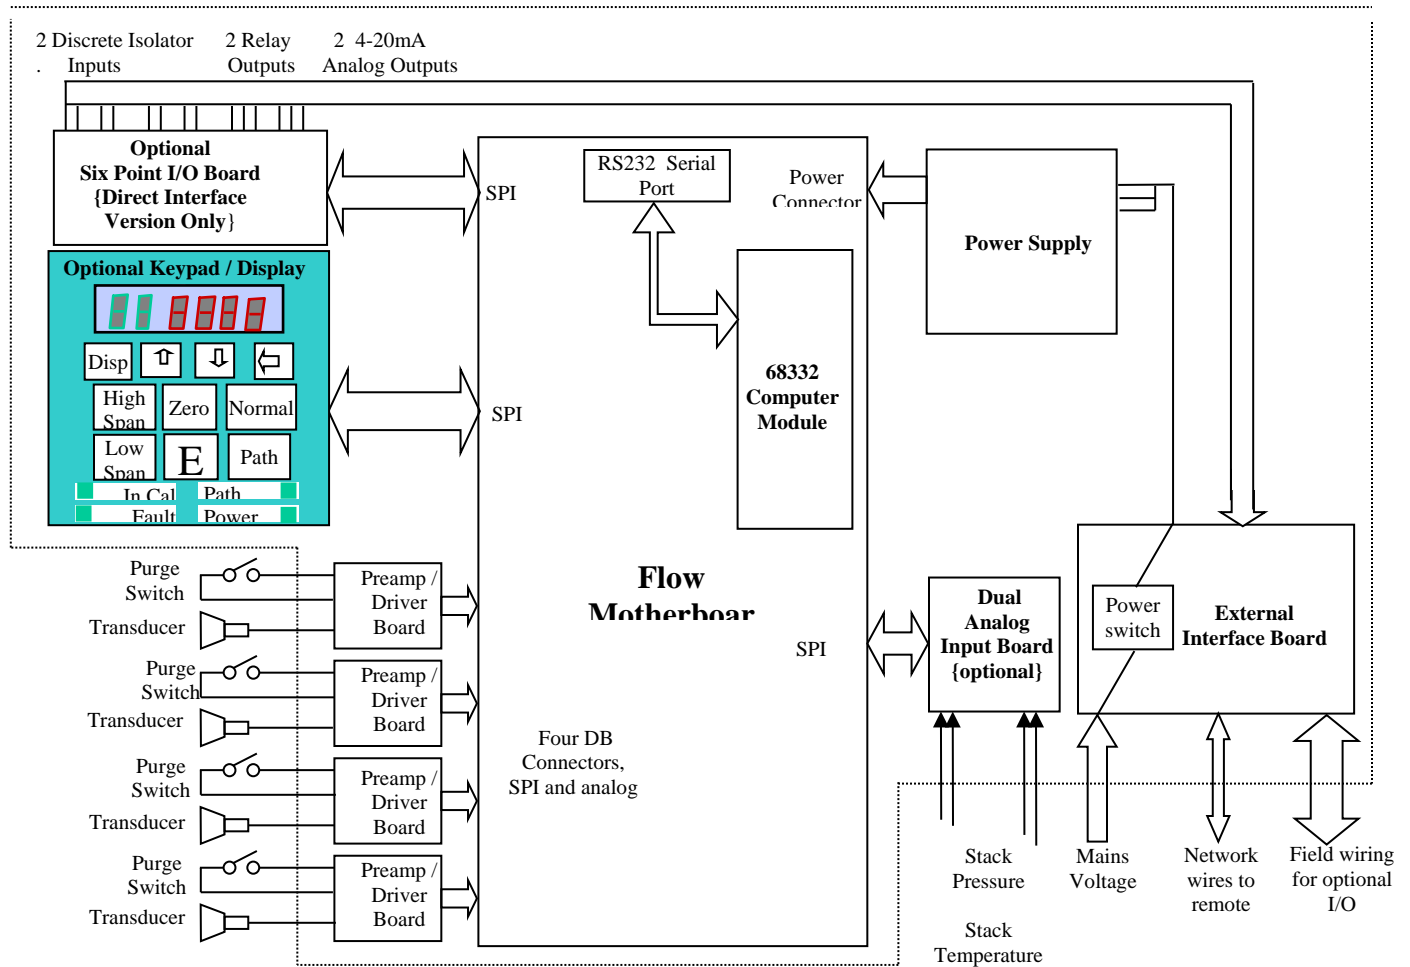 2 Discrete Isolator
. Inputs
2 Relay
Outputs
2 4-20mA
Analog Outputs
Optional
Six Point I/O Board
{Direct Interface
Version Only}
SPI
RS232 Serial
Port
Power
Connector
Power Supply
Optional Keypad / Display
Disp
High
Span
Zero
Normal
Low
Span
E
Path
In Cal
Path
Fault
Power
SPI
68332
Computer
Module
Purge
Switch
Transducer
Preamp /
Driver
Board
Purge
Switch
Transducer
Preamp /
Driver
Board
Purge
Switch
Transducer
Preamp /
Driver
Board
Purge
Switch
Transducer
Preamp /
Driver
Board
Flow
Motherboar
SPI
Four DB
Connectors,
SPI and analog
Dual
Analog
Input Board
{optional}
Power
switch
External
Interface Board
Stack
Pressure
Stack
Temperature
Mains
Voltage
Network
wires to
remote
Field wiring
for optional
I/O